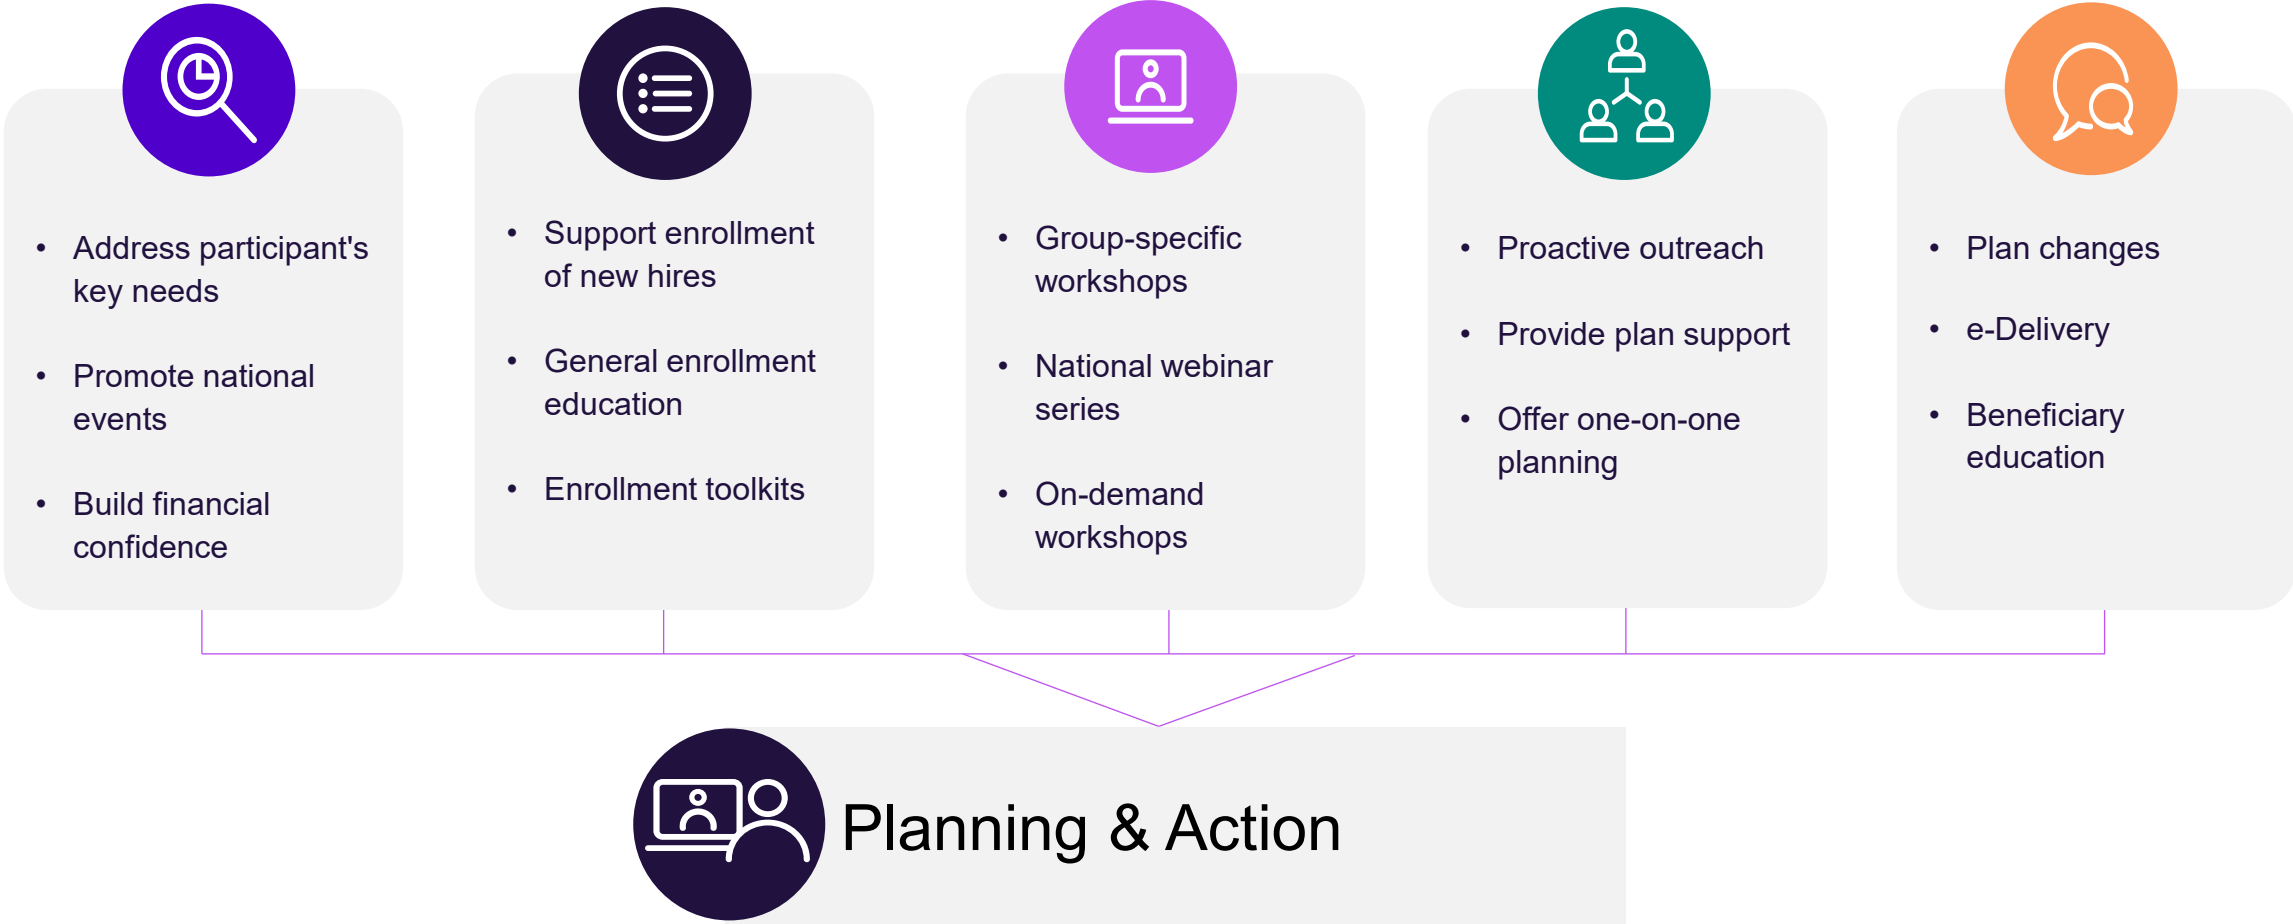 • Address participant's
key needs
• Promote national
events
• Build financial
confidence
• Support enrollment
of new hires
• General enrollment
education
• Enrollment toolkits
• Group-specific
workshops
• National webinar
series
• On-demand
workshops
• Proactive outreach
• Provide plan support
• Offer one-on-one
planning
• Plan changes
• e-Delivery
• Beneficiary
education
Planning & Action